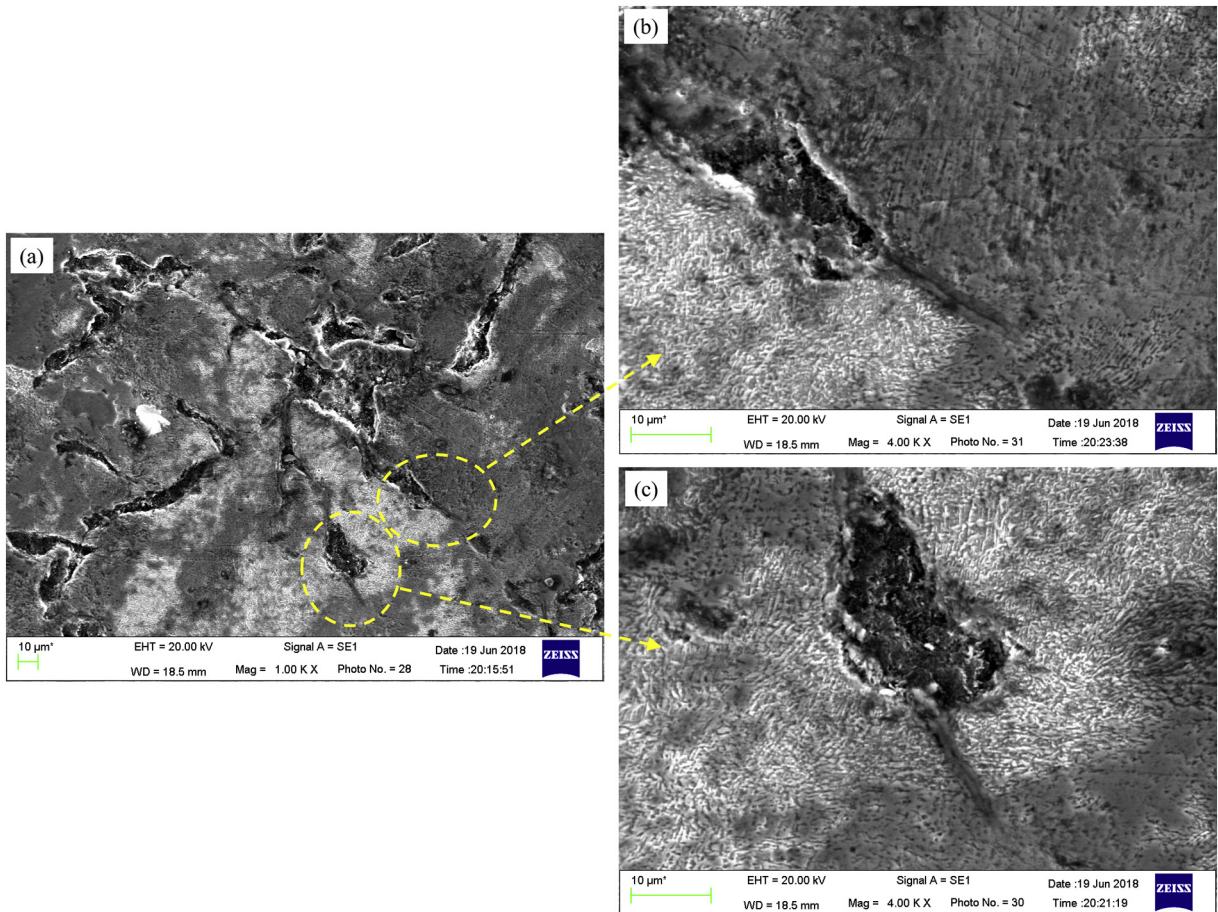 (a)
10 µm*
EHT = 20.00 kV
Signal A = SE1
Date :19 Jun 2018
WD = 18.5 mm
Mag = 1.00 K X
Photo No. = 28
Time :20:15:51
ZEISS
(b)
10 µm*
EHT = 20.00 kV
Signal A = SE1
Date :19 Jun 2018
WD = 18.5 mm
Mag = 4.00 K X
Photo No. = 31
Time :20:23:38
ZEISS
(c)
10 µm*
EHT = 20.00 kV
Signal A = SE1
Date :19 Jun 2018
WD = 18.5 mm
Mag = 4.00 K X
Photo No. = 30
Time :20:21:19
ZEISS